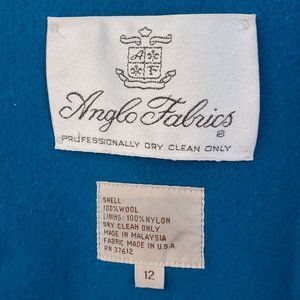 A F
Anglo Fabrics ®
PROFESSIONALLY DRY CLEAN ONLY
SHELL:
100% WOOL
LINING: 100% NYLON
DRY CLEAN ONLY
MADE IN MALAYSIA
FABRIC MADE IN U.S.A.
RN 37612
12